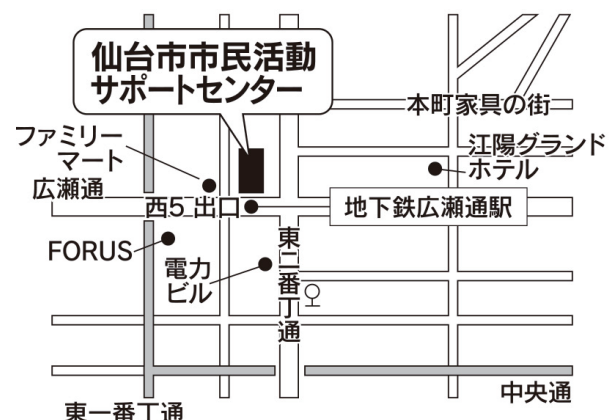 仙台市市民活動
サポートセンター
本町家具の街
ファミリー
マート
江陽グランド
ホテル
広瀬通
西5 出口
地下鉄広瀬通駅
FORUS
電力
ビル
東二番丁通
中央通
東一番丁通